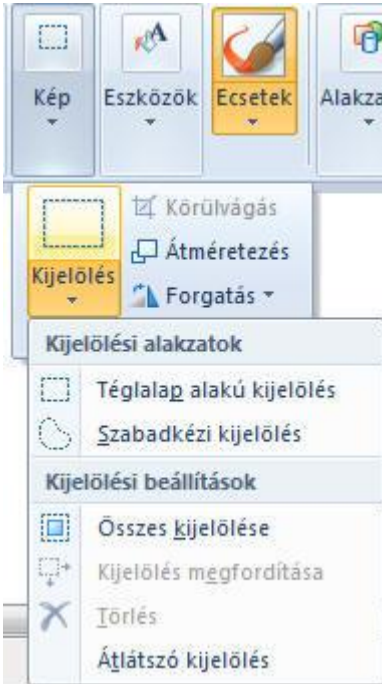 Kép Eszközök Ecsetek
Körülvágás
Átméretezés
Kijelölés
Forgatás
Kijelölési alakzatok
Téglalap alakú kijelölés
Szabadkézi kijelölés
Kijelölési beállítások
Összes kijelölése
Kijelölés megfordítása
Törlés
Átlátszó kijelölés